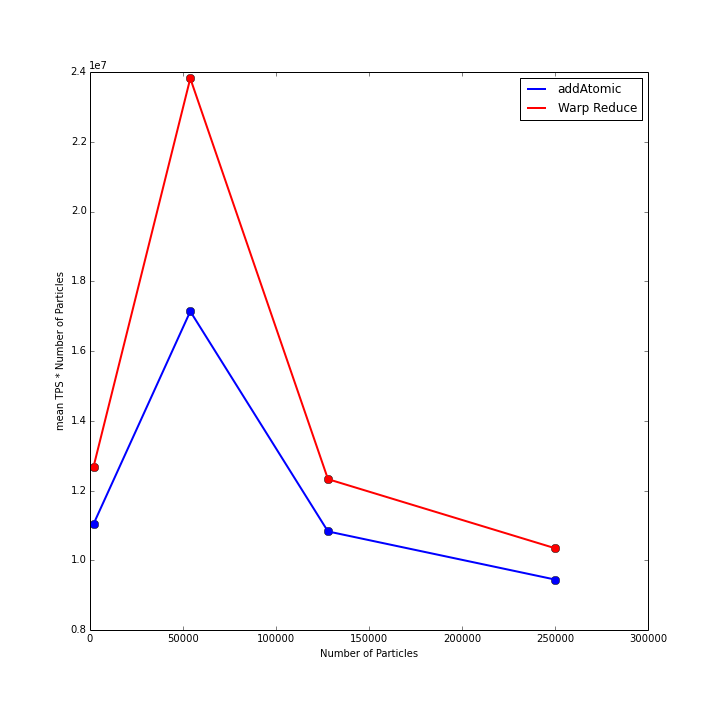 1e7
2.4
2.2
2.0
1.8
1.6
1.4
1.2
1.0
0.8
mean TPS * Number of Particles
addAtomic
Warp Reduce
0 50000 100000 150000 200000 250000 300000
Number of Particles